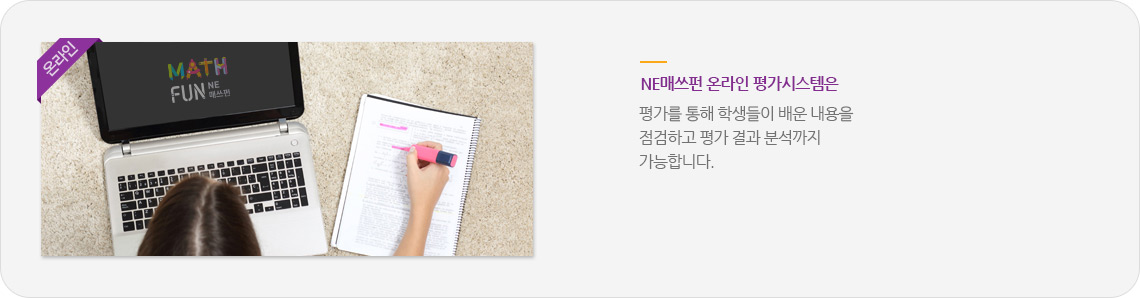 온라인
MATH
FUN NE
매쓰펀
NE매쓰펀 온라인 평가시스템은
평가를 통해 학생들이 배운 내용을
점검하고 평가 결과 분석까지
가능합니다.